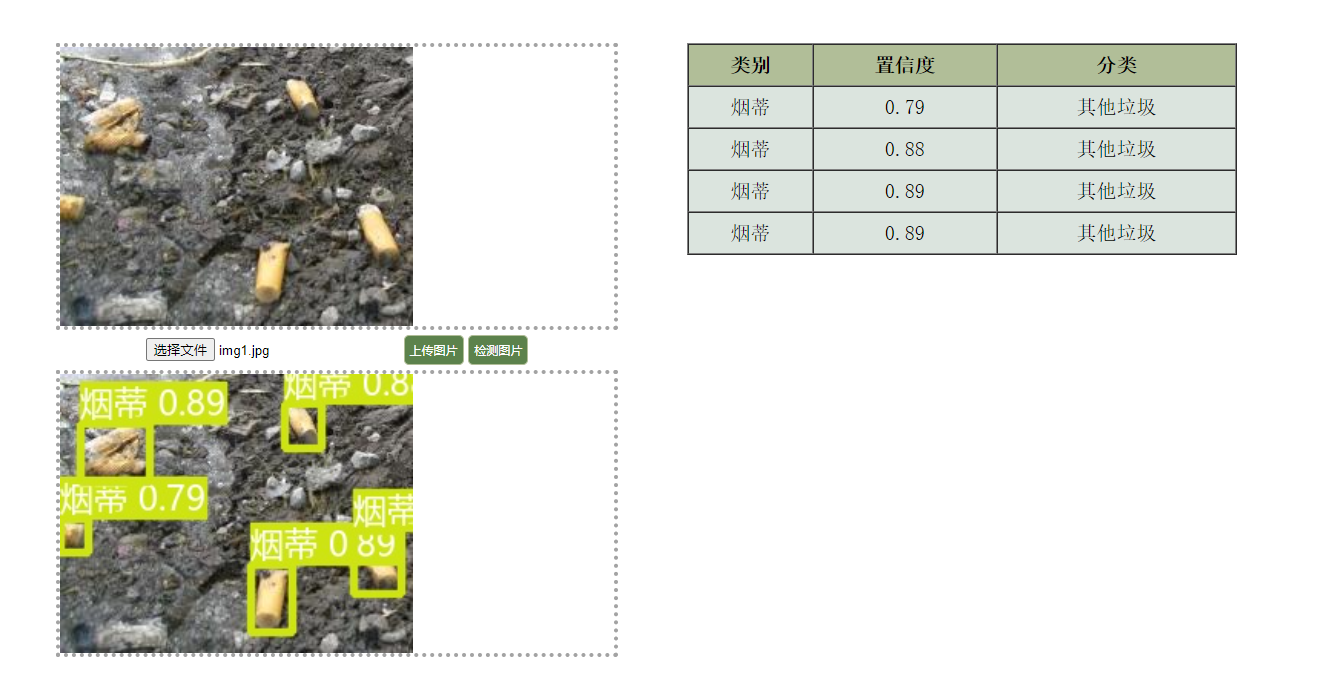 类别 置信度 分类
烟蒂 0.79 其他垃圾
烟蒂 0.88 其他垃圾
烟蒂 0.89 其他垃圾
烟蒂 0.89 其他垃圾
选择文件 img1.jpg 上传图片 检测图片
烟蒂 0.8
烟蒂 0.89
烟蒂 0.79
烟蒂
烟蒂 0 89